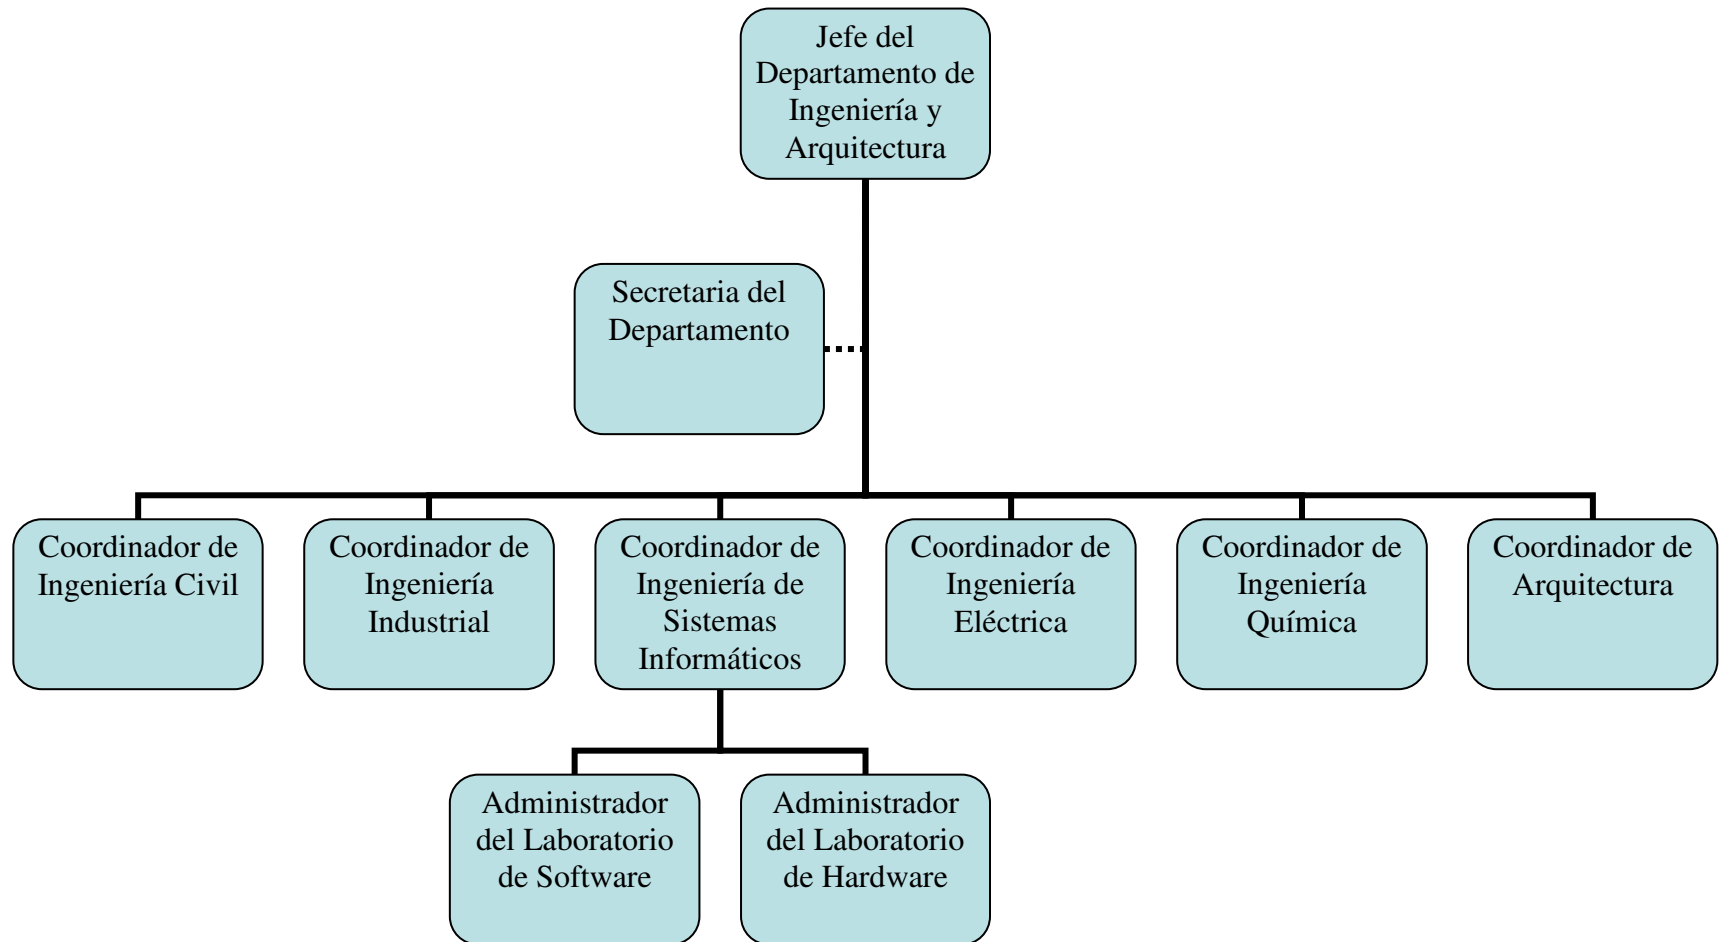 Jefe del
Departamento de
Ingeniería y
Arquitectura
Secretaria del
Departamento
Coordinador de
Ingeniería Civil
Coordinador de
Ingeniería
Industrial
Coordinador de
Ingeniería de
Sistemas
Informáticos
Coordinador de
Ingeniería
Eléctrica
Coordinador de
Ingeniería
Química
Coordinador de
Arquitectura
Administrador
del Laboratorio
de Software
Administrador
del Laboratorio
de Hardware